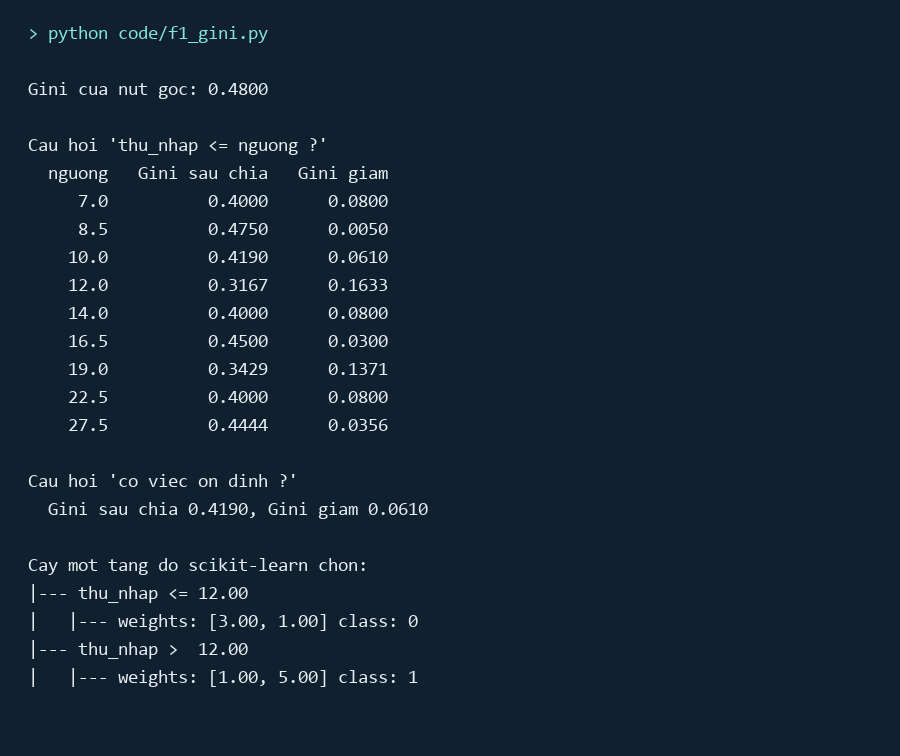 > python code/f1_gini.py
Gini cua nut goc: 0.4800
Cau hoi 'thu_nhap <= nguong ?'
  nguong   Gini sau chia   Gini giam
     7.0          0.4000      0.0800
     8.5          0.4750      0.0050
    10.0          0.4190      0.0610
    12.0          0.3167      0.1633
    14.0          0.4000      0.0800
    16.5          0.4500      0.0300
    19.0          0.3429      0.1371
    22.5          0.4000      0.0800
    27.5          0.4444      0.0356
Cau hoi 'co viec on dinh ?'
  Gini sau chia 0.4190, Gini giam 0.0610
Cay mot tang do scikit-learn chon:
|--- thu_nhap <= 12.00
|   |--- weights: [3.00, 1.00] class: 0
|--- thu_nhap >  12.00
|   |--- weights: [1.00, 5.00] class: 1